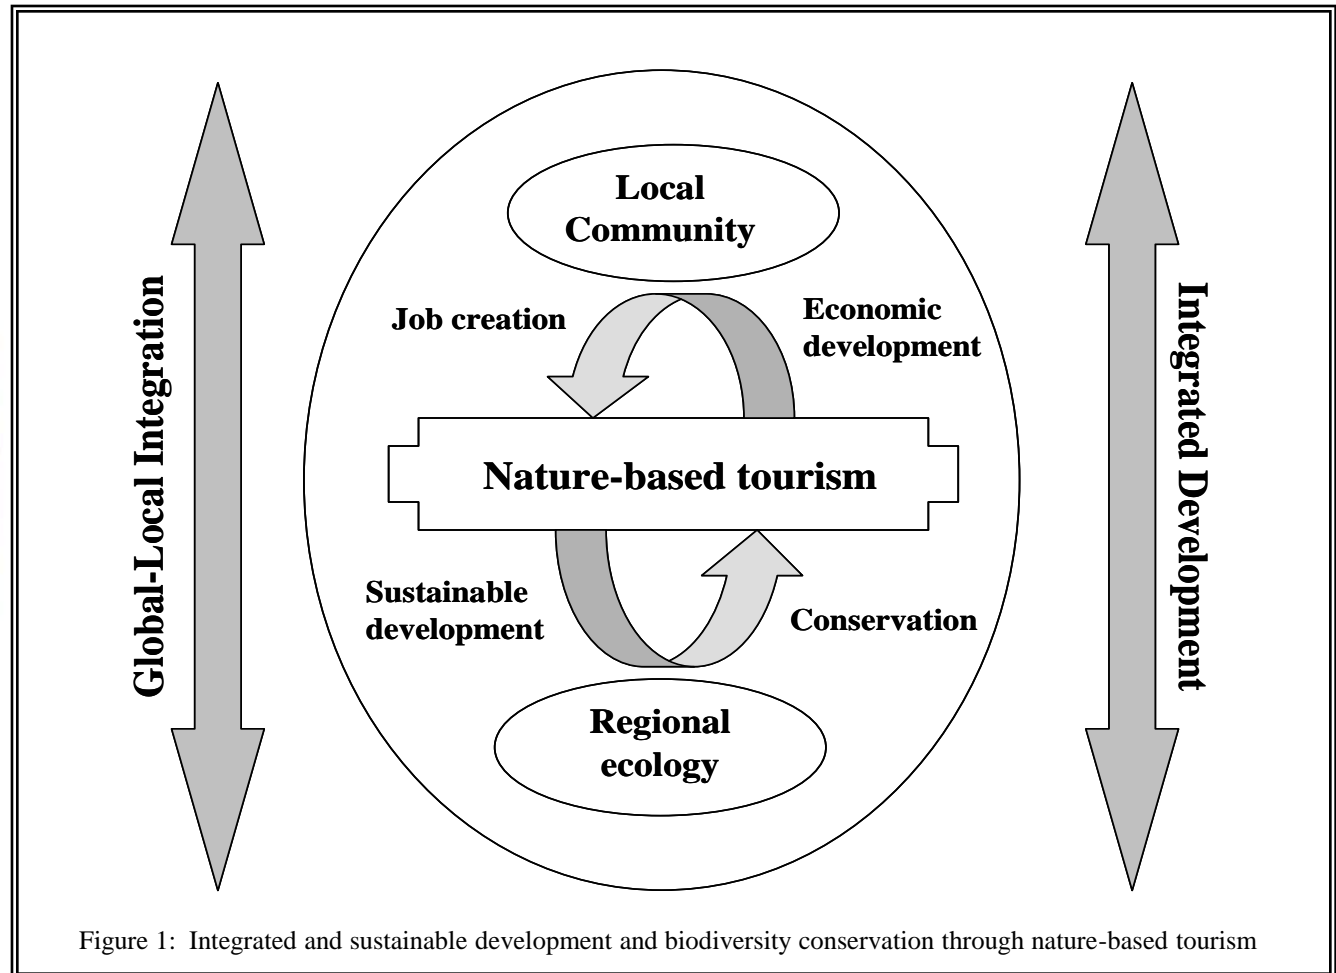 Local
Community
Job creation
Economic
development
Global-Local Integration
Integrated Development
Nature-based tourism
Sustainable
development
Conservation
Regional
ecology
Figure 1: Integrated and sustainable development and biodiversity conservation through nature-based tourism